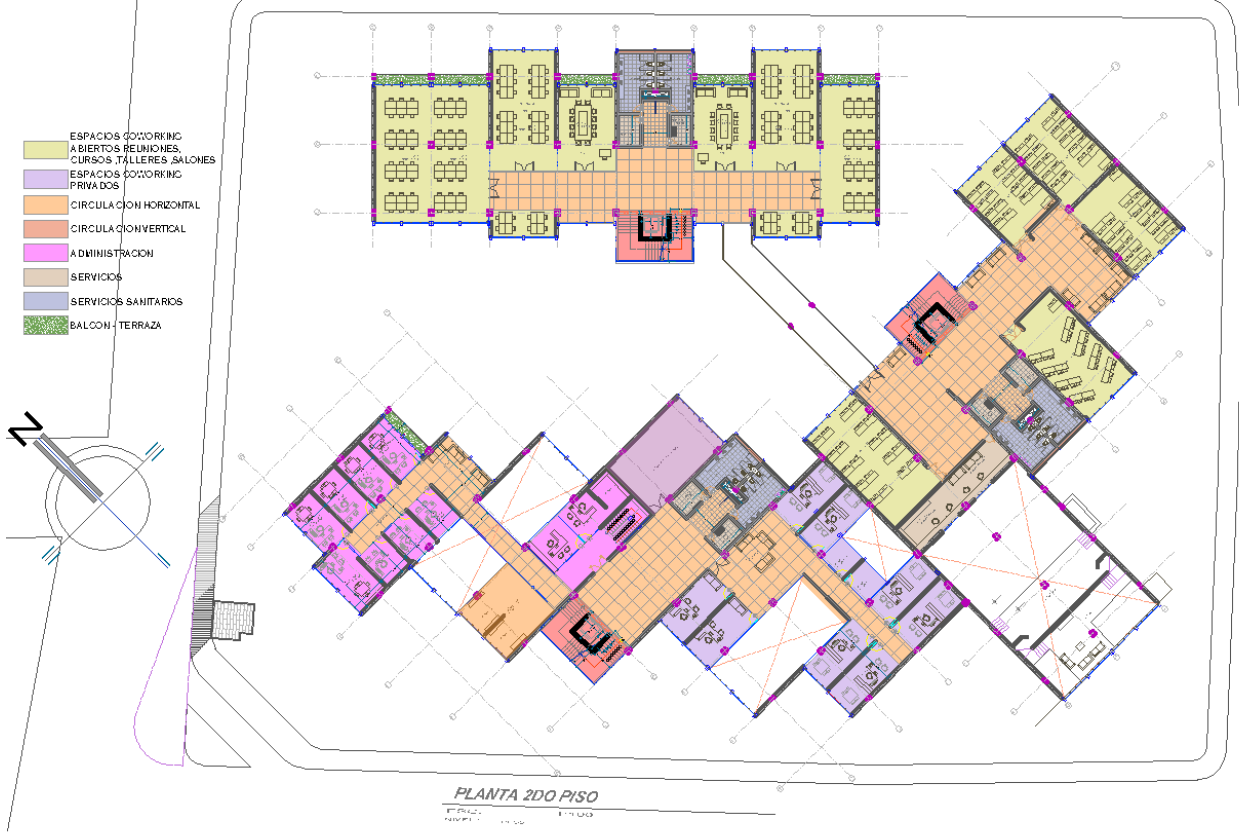 ESPACIOS COWORKING
ABIERTOS REUNIONES,
CURSOS ,TALLERES ,SALONES
ESPACIOS COWORKING
PRIVADOS
CIRCULACION HORIZONTAL
CIRCULACION VERTICAL
ADMINISTRACION
SERVICIOS
SERVICIOS SANITARIOS
BALCON - TERRAZA
N
PLANTA 2DO PISO